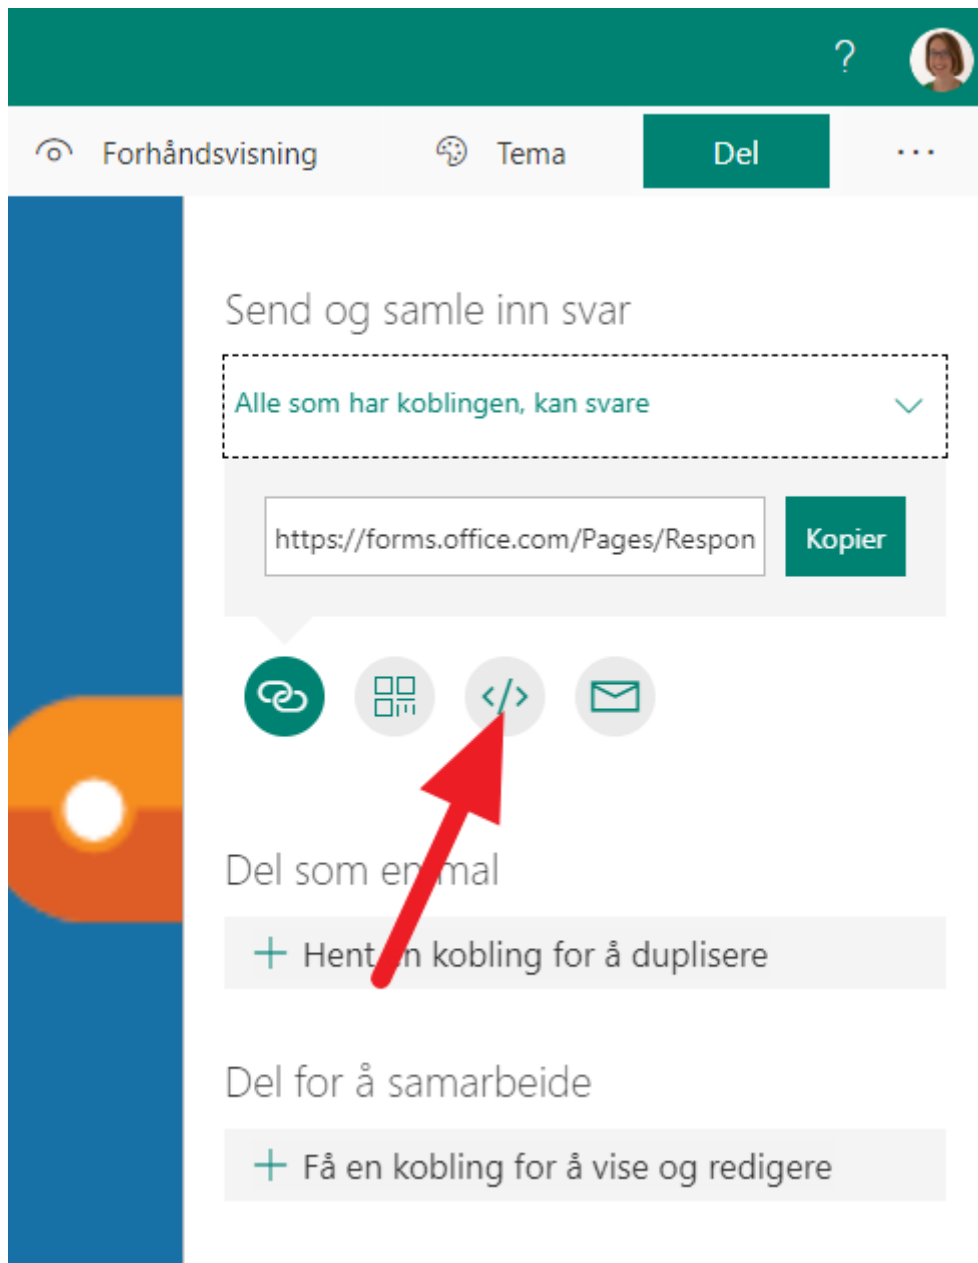 ?
Forhåndsvisning Tema Del ...
Send og samle inn svar
Alle som har koblingen, kan svare
https://forms.office.com/Pages/Respon Kopier
</>
Del som en mal
+ Hent en kobling for å duplisere
Del for å samarbeide
+ Få en kobling for å vise og redigere